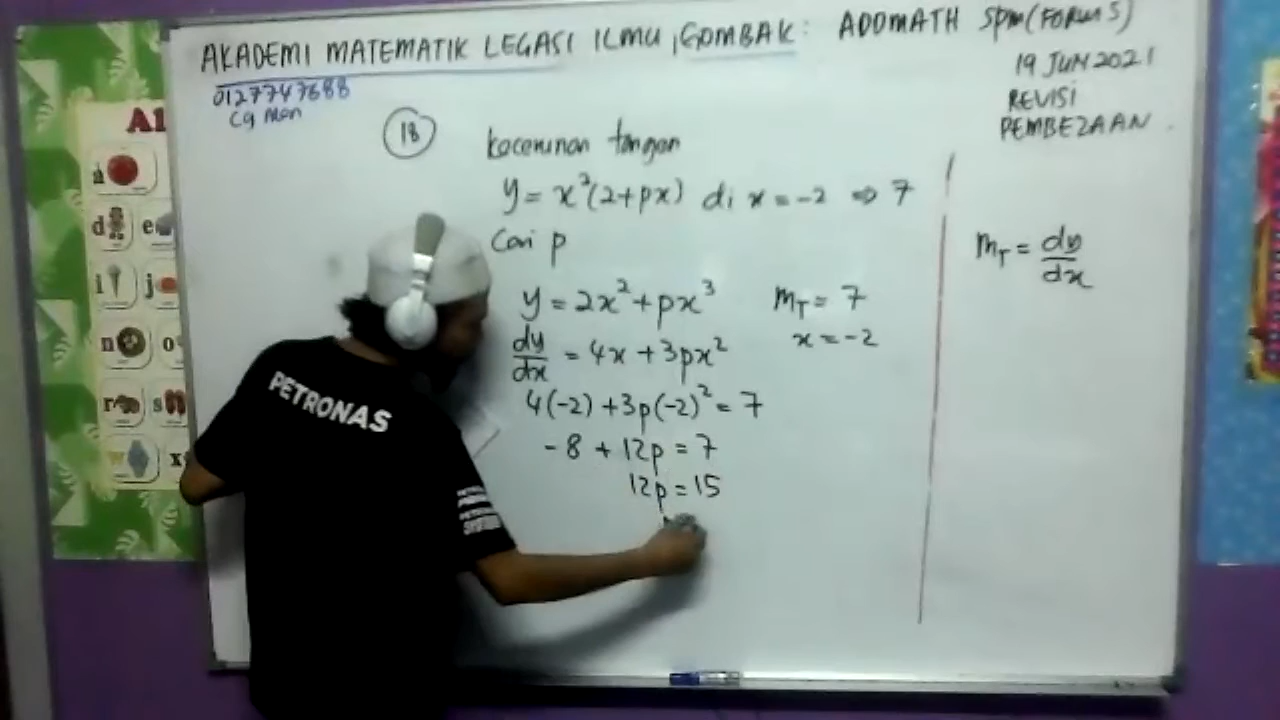 AKADEMI MATEMATIK LEGASI ILMU, GOMBAK: ADDMATH SPM (FORM 5)
0127747688
Cg Man
19 JUN 2021
REVISI
PEMBEZAAN
18
kecerunan tangen
y = x²(2+px) di x = -2 ⇒ 7
Cari p
y = 2x² + px³
dy/dx = 4x + 3px²
4(-2) + 3p(-2)² = 7
-8 + 12p = 7
12p = 15
m_T = 7
x = -2
m_T = dy/dx
PETRONAS
A1
a
d e
i j
n o
r s
w x